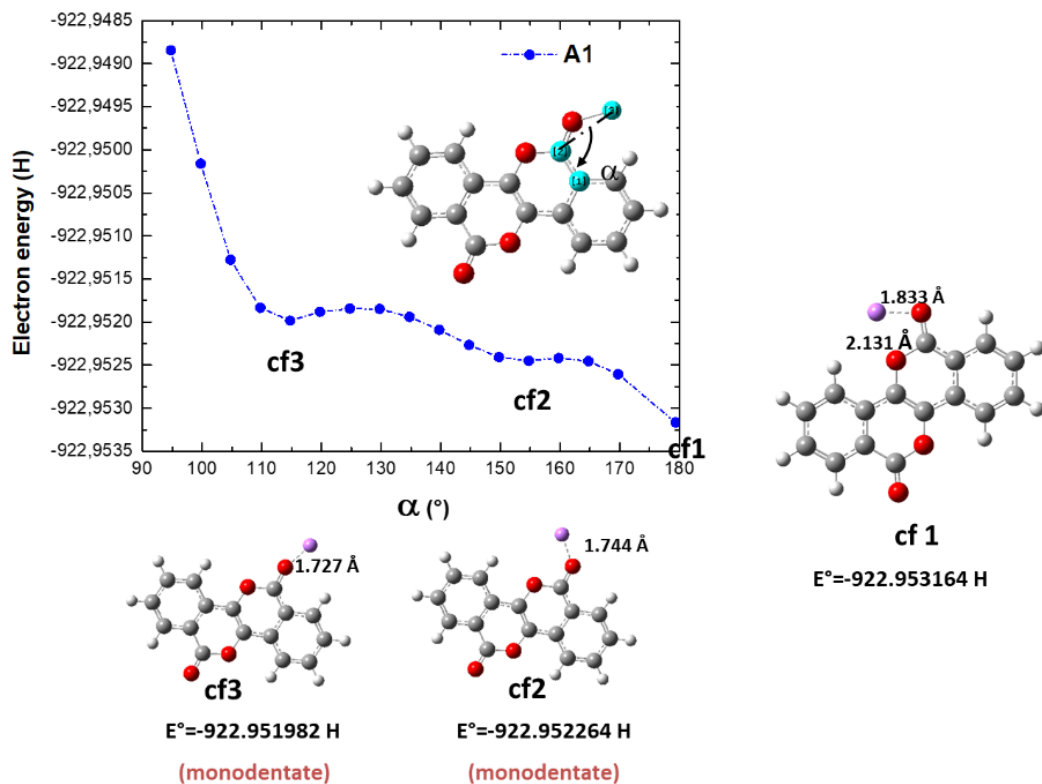 -922,9485
-922,9490
-922,9495
-922,9500
-922,9505
-922,9510
-922,9515
-922,9520
-922,9525
-922,9530
-922,9535
Electron energy (H)
A1
[3]
[2]
[1]
α
cf3
cf2
cf1
90 100 110 120 130 140 150 160 170 180
α (°)
1.833 Å
2.131 Å
cf 1
E°=-922.953164 H
1.727 Å
cf3
E°=-922.951982 H
(monodentate)
1.744 Å
cf2
E°=-922.952264 H
(monodentate)